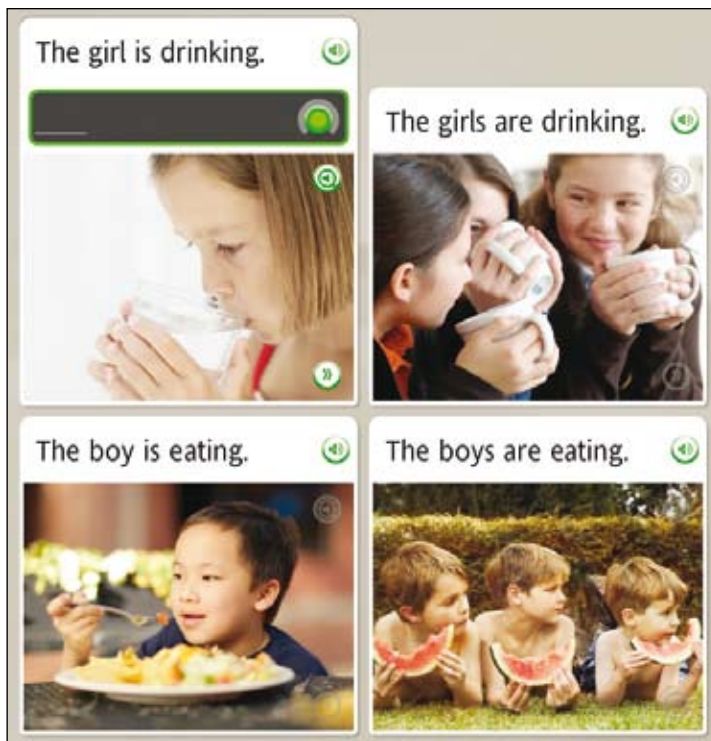 The girl is drinking.
The girls are drinking.
The boy is eating.
The boys are eating.